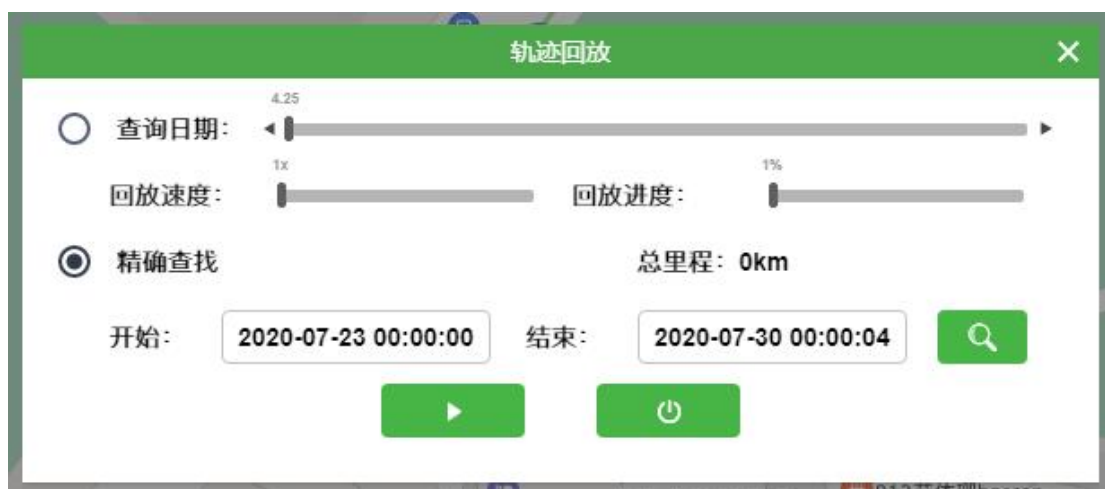 轨迹回放
4.25
查询日期：
1x
1%
回放速度：
回放进度：
精确查找
总里程：0km
开始：
2020-07-23 00:00:00
结束：
2020-07-30 00:00:04